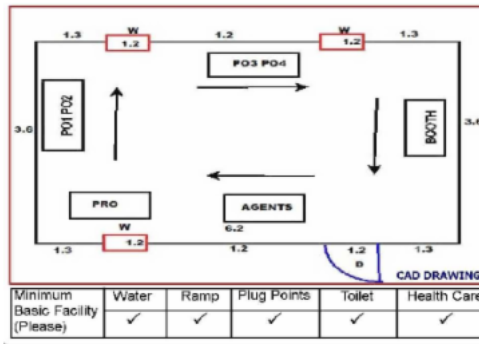 W W
1.3 1.2 1.2 1.2 1.3
PO3 PO4
PO1 PO2
BOOTH
3.6 3.6
PRO
AGENTS
W 6.2
1.3 1.2 1.2 1.2 1.3
D
CAD DRAWING
Minimum Basic Facility (Please) Water Ramp Plug Points Toilet Health Care
✓ ✓ ✓ ✓ ✓